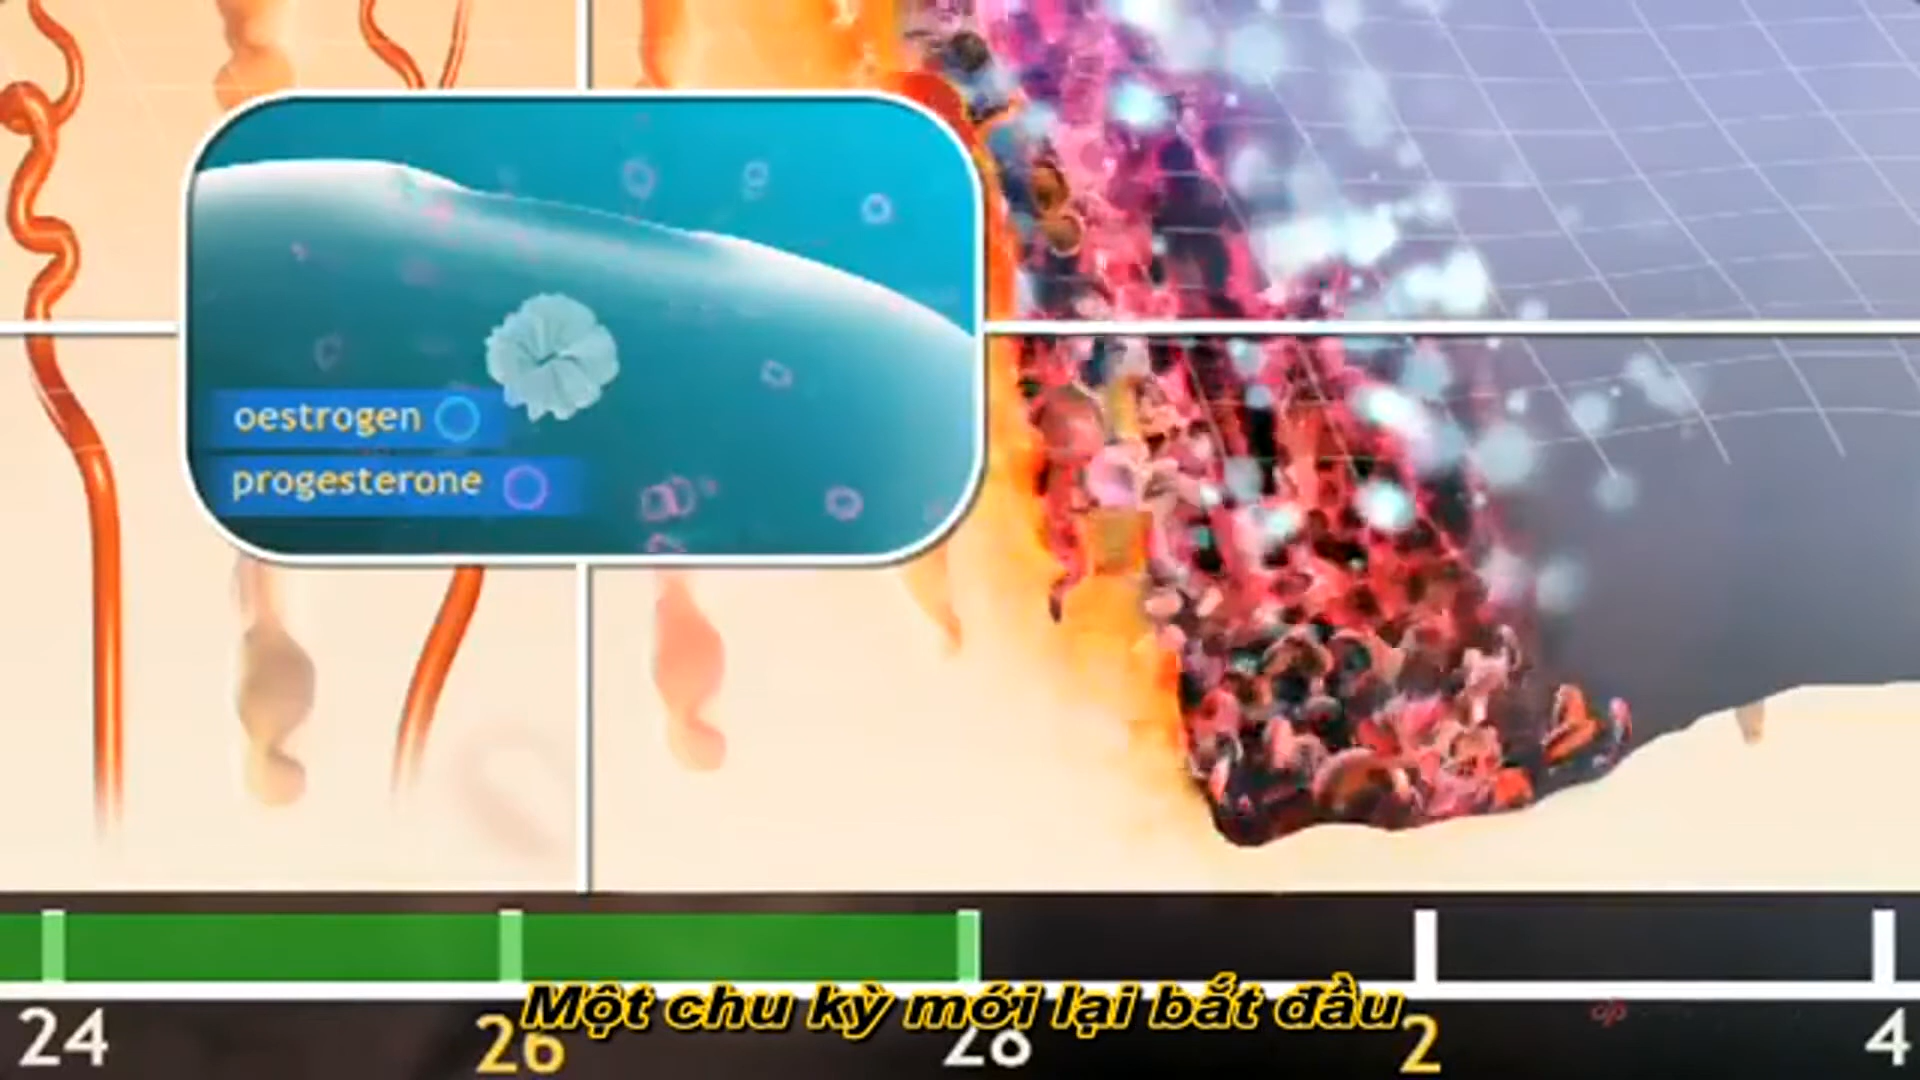 oestrogen
progesterone
Một chu kỳ mới lại bắt đầu
24 26 28 2 4